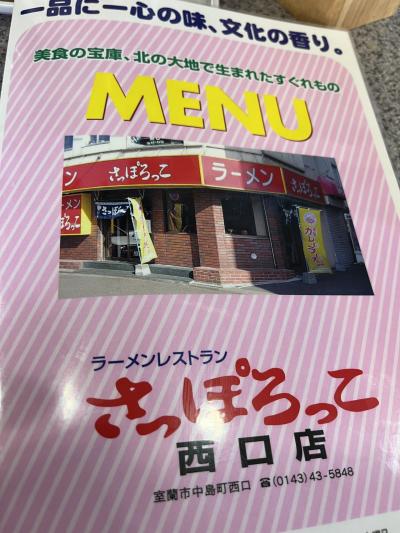 一品に一心の味、文化の香り。
美食の宝庫、北の大地で生まれたすぐれもの
MENU
さっぽろっこ
ラーメン
ラーメンレストラン
さっぽろっこ
西口店
室蘭市中島町西口 ☎(0143)43-5848